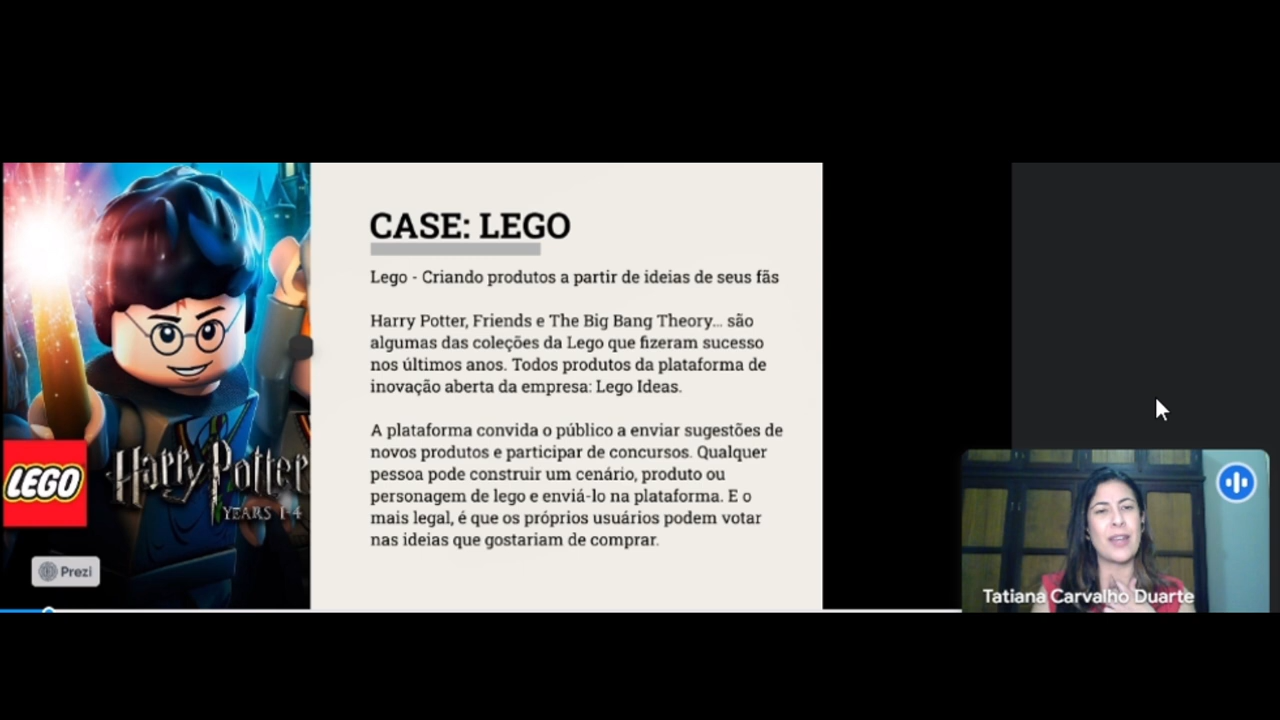 CASE: LEGO
Lego - Criando produtos a partir de ideias de seus fãs
Harry Potter, Friends e The Big Bang Theory... são
algumas das coleções da Lego que fizeram sucesso
nos últimos anos. Todos produtos da plataforma de
inovação aberta da empresa: Lego Ideas.
A plataforma convida o público a enviar sugestões de
novos produtos e participar de concursos. Qualquer
pessoa pode construir um cenário, produto ou
personagem de lego e enviá-lo na plataforma. E o
mais legal, é que os próprios usuários podem votar
nas ideias que gostariam de comprar.
LEGO
Harry Potter
YEARS 1-4
Prezi
Tatiana Carvalho Duarte